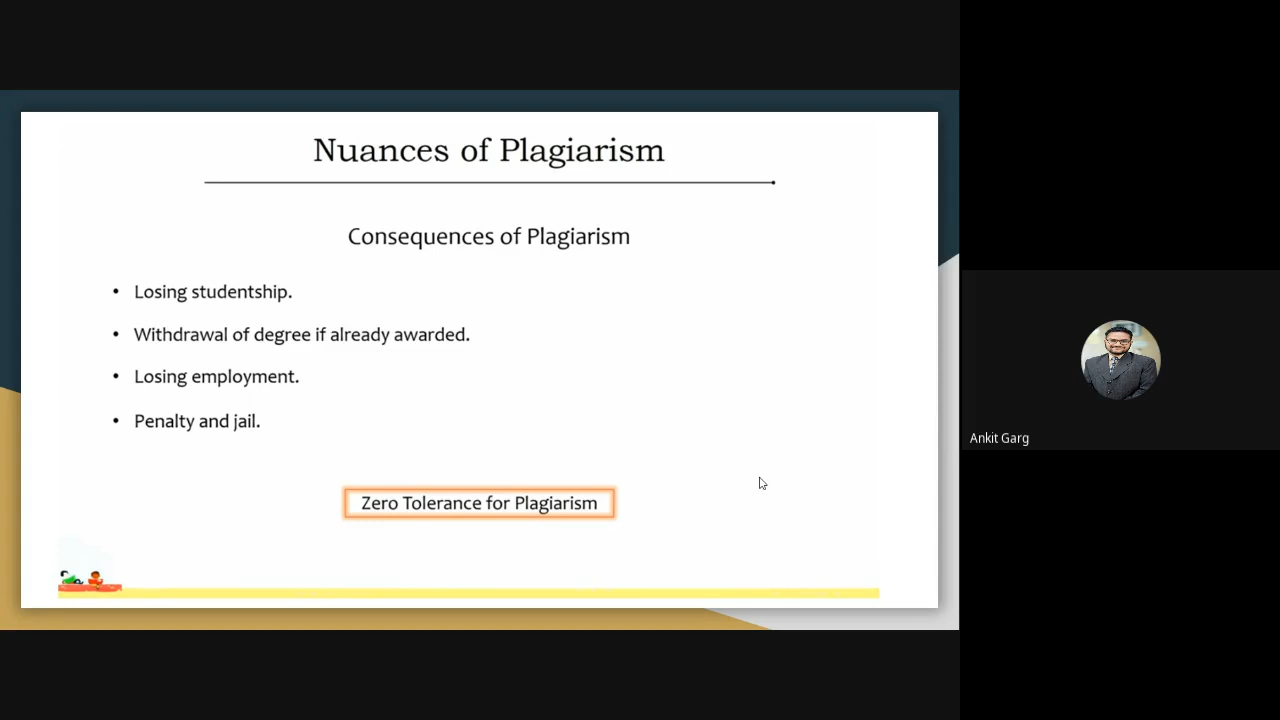 Nuances of Plagiarism
Consequences of Plagiarism
• Losing studentship.
• Withdrawal of degree if already awarded.
• Losing employment.
• Penalty and jail.
Zero Tolerance for Plagiarism
Ankit Garg